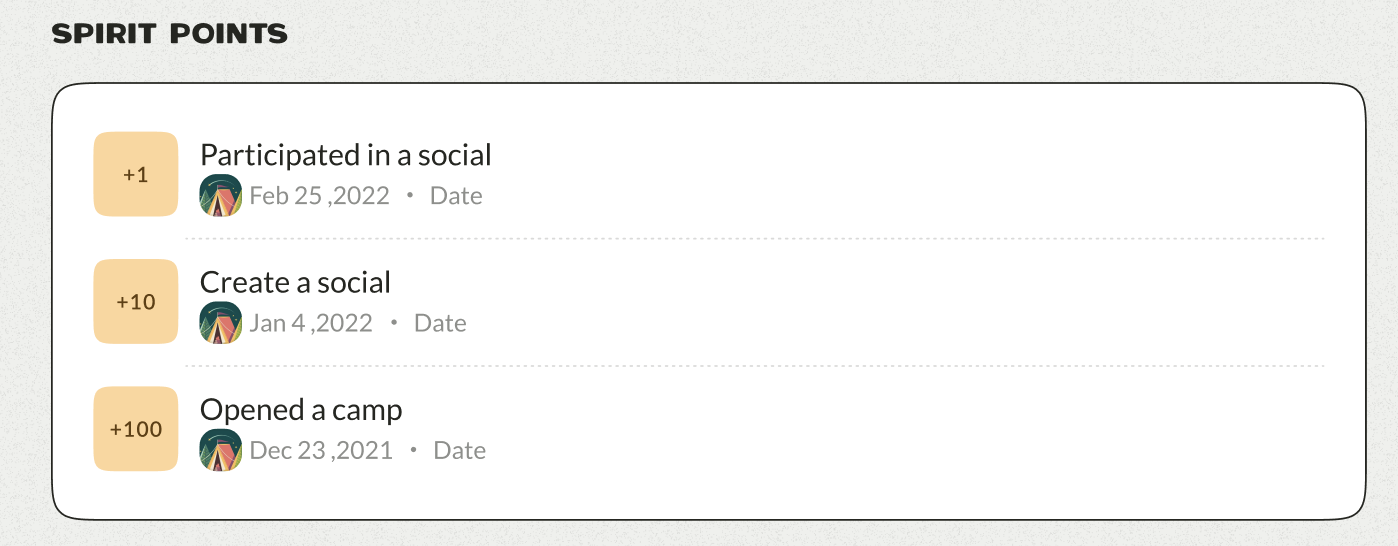 SPIRIT POINTS
+1
Participated in a social
Feb 25 ,2022 • Date
+10
Create a social
Jan 4 ,2022 • Date
+100
Opened a camp
Dec 23 ,2021 • Date